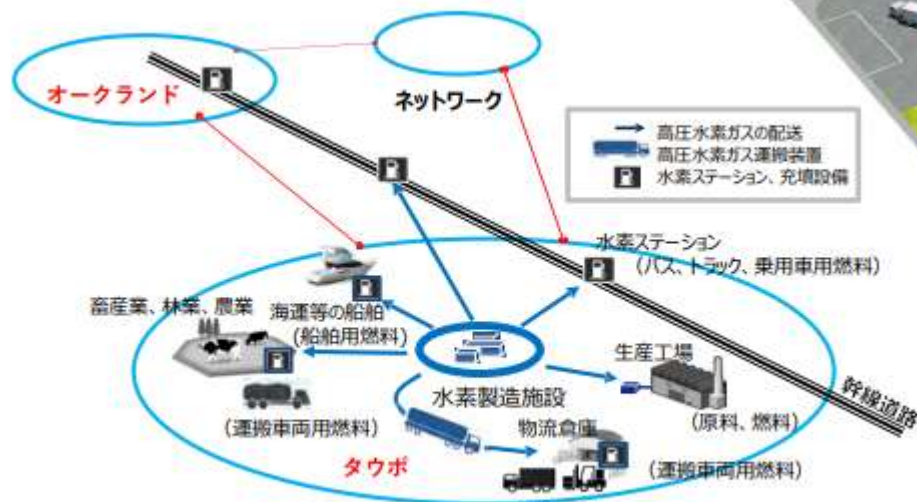 オークランド
ネットワーク
高圧水素ガスの配送
高圧水素ガス運搬装置
水素ステーション、充填設備
水素ステーション
(バス、トラック、乗用車用燃料)
畜産業、林業、農業
海運等の船舶
(船舶用燃料)
生産工場
水素製造施設
幹線道路
(運搬車両用燃料)
物流倉庫
(原料、燃料)
タウポ
(運搬車両用燃料)